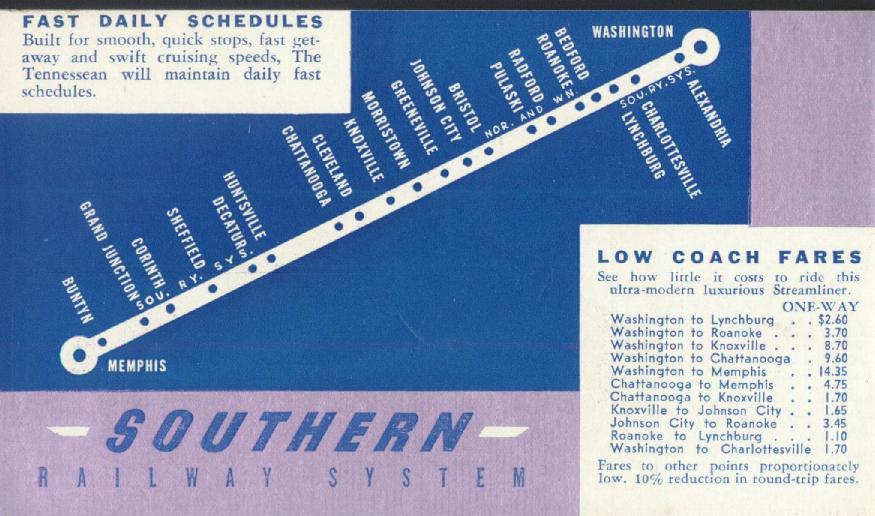 FAST DAILY SCHEDULES
Built for smooth, quick stops, fast get-
away and swift cruising speeds, The
Tennessean will maintain daily fast
schedules.
WASHINGTON
ALEXANDRIA
SOU. RY. SYS.
CHARLOTTESVILLE
LYNCHBURG
BEDFORD
ROANOKE
NOR. AND WN.
RADFORD
PULASKI
BRISTOL
JOHNSON CITY
GREENEVILLE
MORRISTOWN
KNOXVILLE
CLEVELAND
CHATTANOOGA
HUNTSVILLE
DECATUR
SOU. RY. SYS.
SHEFFIELD
CORINTH
GRAND JUNCTION
BUNTYN
MEMPHIS
LOW COACH FARES
See how little it costs to ride this
ultra-modern luxurious Streamliner.
ONE-WAY
Washington to Lynchburg . . $2.60
Washington to Roanoke . . . 3.70
Washington to Knoxville . . . 8.70
Washington to Chattanooga . 9.60
Washington to Memphis . . 14.35
Chattanooga to Memphis . . 4.75
Chattanooga to Knoxville . . 1.70
Knoxville to Johnson City . . 1.65
Johnson City to Roanoke . . 3.45
Roanoke to Lynchburg . . . 1.10
Washington to Charlottesville 1.70
Fares to other points proportionately
low. 10% reduction in round-trip fares.
SOUTHERN
RAILWAY SYSTEM